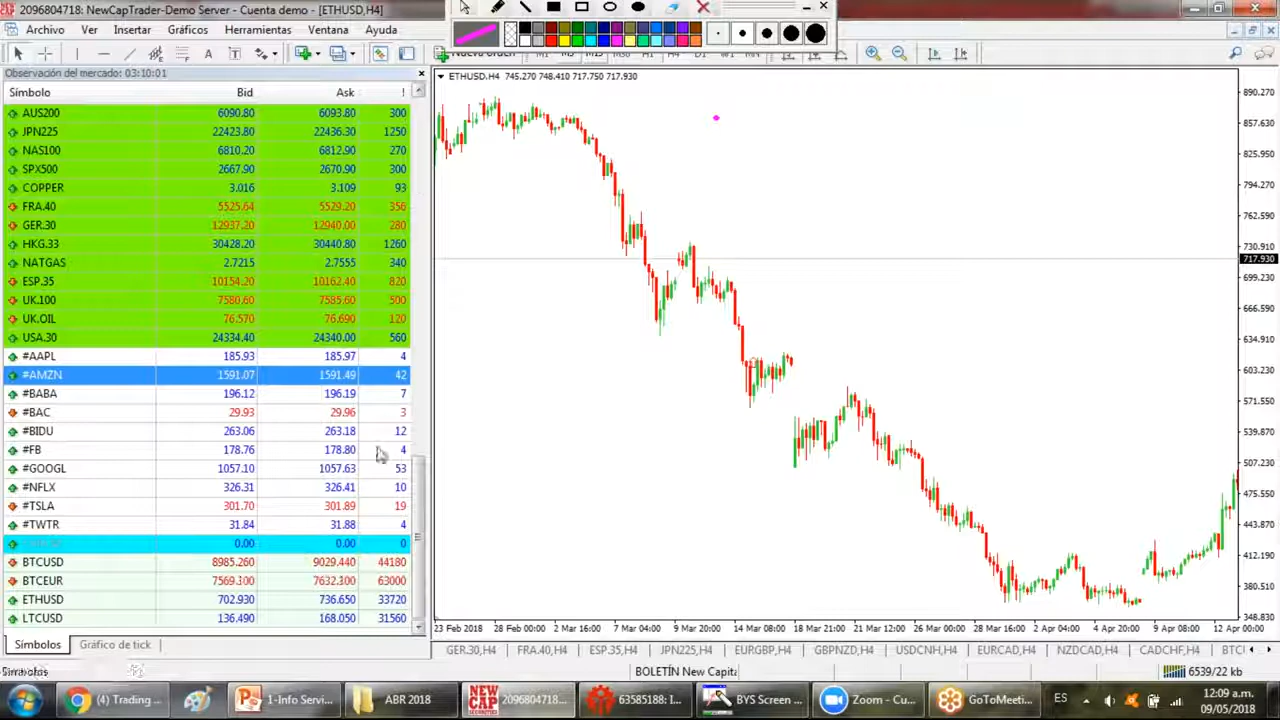 2096804718: NewCapTrader-Demo Server - Cuenta demo - [ETHUSD,H4]
Archivo Ver Insertar Gráficos Herramientas Ventana Ayuda
Observación del mercado: 03:10:01
Símbolo Bid Ask !
AUS200 6090.80 6093.80 300
JPN225 22423.80 22436.30 1250
NAS100 6810.20 6812.90 270
SPX500 2667.90 2670.90 300
COPPER 3.016 3.109 93
FRA.40 5525.64 5529.20 356
GER.30 12937.20 12940.00 280
HKG.33 30428.20 30440.80 1260
NATGAS 2.7215 2.7555 340
ESP.35 10154.20 10162.40 820
UK.100 7580.60 7585.60 500
UK.OIL 76.570 76.690 120
USA.30 24334.40 24340.00 560
#AAPL 185.93 185.97 4
#AMZN 1591.07 1591.49 42
#BABA 196.12 196.19 7
#BAC 29.93 29.96 3
#BIDU 263.06 263.18 12
#FB 178.76 178.80 4
#GOOGL 1057.10 1057.63 53
#NFLX 326.31 326.41 10
#TSLA 301.70 301.89 19
#TWTR 31.84 31.88 4
0.00 0.00 0
BTCUSD 8985.260 9029.440 44180
BTCEUR 7569.300 7632.300 63000
ETHUSD 702.930 736.650 33720
LTCUSD 136.490 168.050 31560
Símbolos Gráfico de tick
ETHUSD,H4 745.270 748.410 717.750 717.930
890.270
857.630
825.950
794.270
762.590
730.910
717.930
699.230
666.590
634.910
603.230
571.550
539.870
507.230
475.550
443.870
412.190
380.510
348.830
23 Feb 2018 28 Feb 00:00 2 Mar 16:00 7 Mar 04:00 9 Mar 20:00 14 Mar 08:00 18 Mar 21:00 21 Mar 12:00 26 Mar 00:00 28 Mar 16:00 2 Apr 04:00 4 Apr 20:00 9 Apr 08:00 12 Apr 00:00
GER.30,H4 FRA.40,H4 ESP.35,H4 JPN225,H4 EURGBP,H4 GBPNZD,H4 USDCNH,H4 EURCAD,H4 NZDCAD,H4 CADCHF,H4 BTCU
Símbolos BOLETÍN New Capita 6539/22 kb
(4) Trading ... 1-Info Servi... ABR 2018 NEW CAP 2096804718:... 63585188: I... BYS Screen ... Zoom - Cu... GoToMeeti... ES 12:09 a.m.
09/05/2018